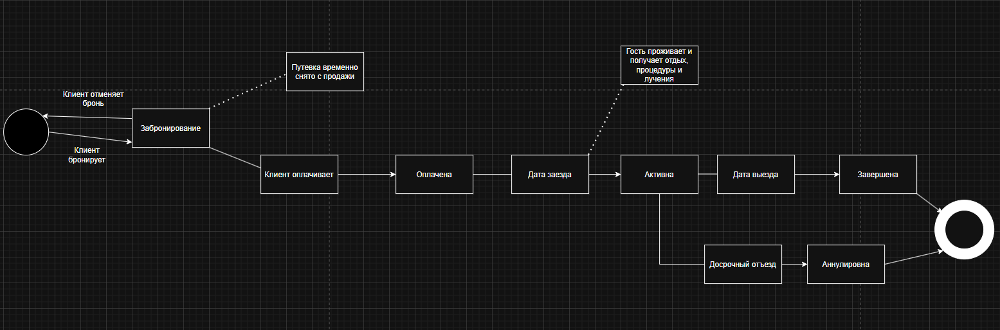 Гость проживает и
получает отдых,
процедуры и
лучения
Путевка временно
снято с продажи
Клиент отменяет
бронь
Забронирование
Клиент
бронирует
Клиент оплачивает
Оплачена
Дата заезда
Активна
Дата выезда
Завершена
Досрочный отъезд
Аннулировна